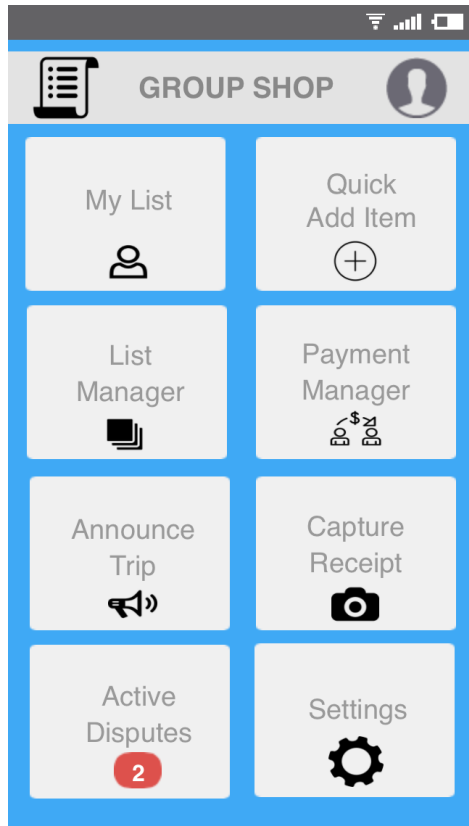 GROUP SHOP
My List
Quick
Add Item
List
Manager
Payment
Manager
$
Announce
Trip
Capture
Receipt
Active
Disputes
2
Settings